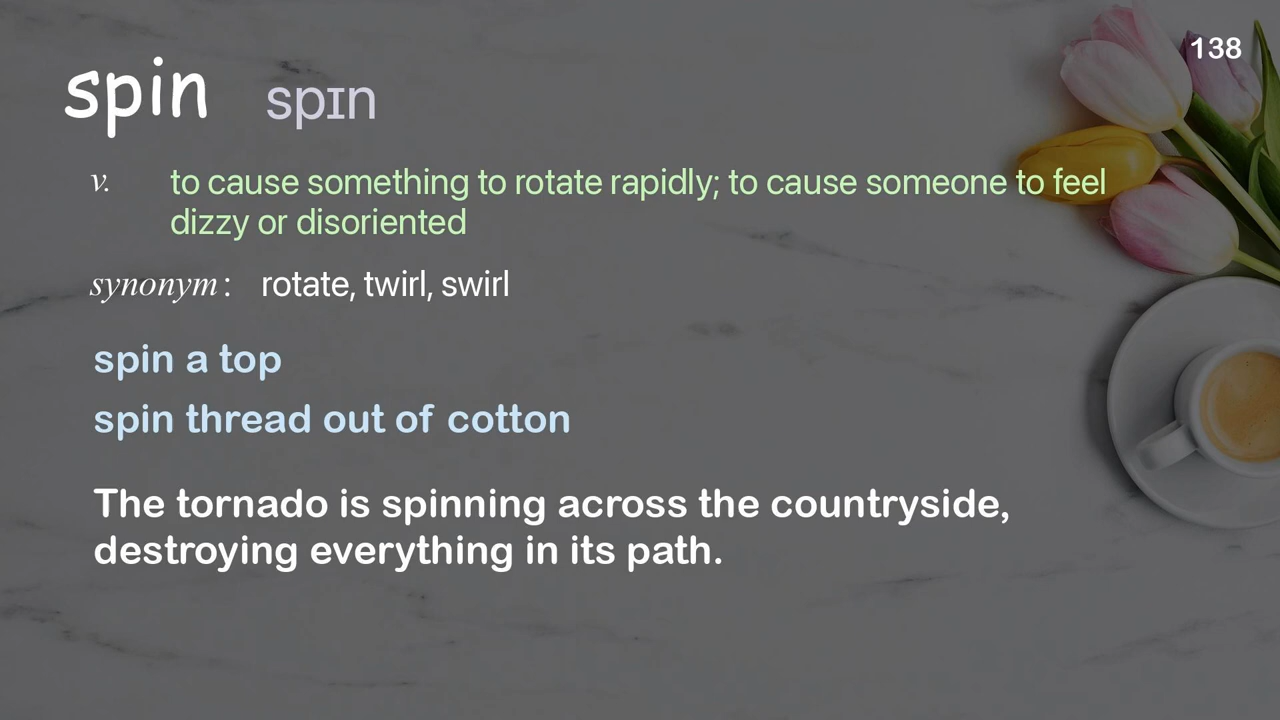 138
spin spɪn
v. to cause something to rotate rapidly; to cause someone to feel
dizzy or disoriented
synonym: rotate, twirl, swirl
spin a top
spin thread out of cotton
The tornado is spinning across the countryside,
destroying everything in its path.